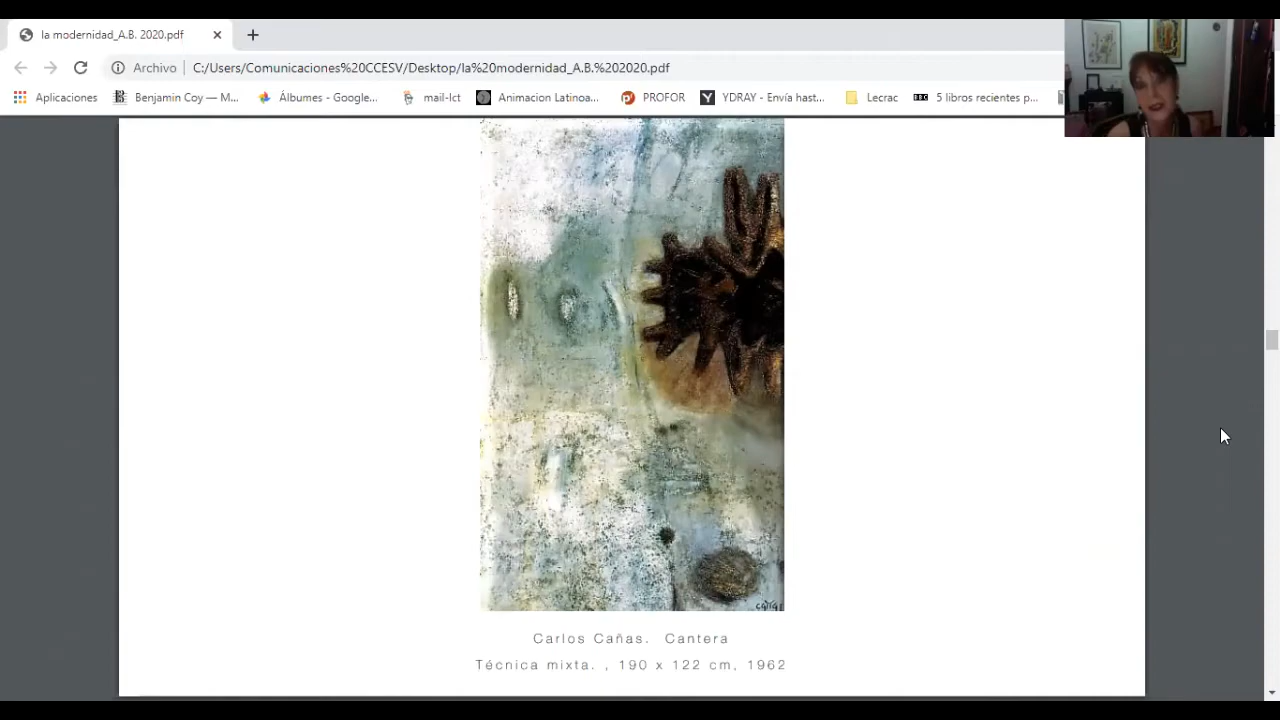 la modernidad_A.B. 2020.pdf
Archivo C:/Users/Comunicaciones%20CCESV/Desktop/la%20modernidad_A.B.%202020.pdf
Aplicaciones Benjamin Coy — M... Álbumes - Google... mail-lct Animacion Latinoa... PROFOR YDRAY - Envía hast... Lecrac BBC 5 libros recientes p...
cañas
Carlos Cañas. Cantera
Técnica mixta. , 190 x 122 cm, 1962